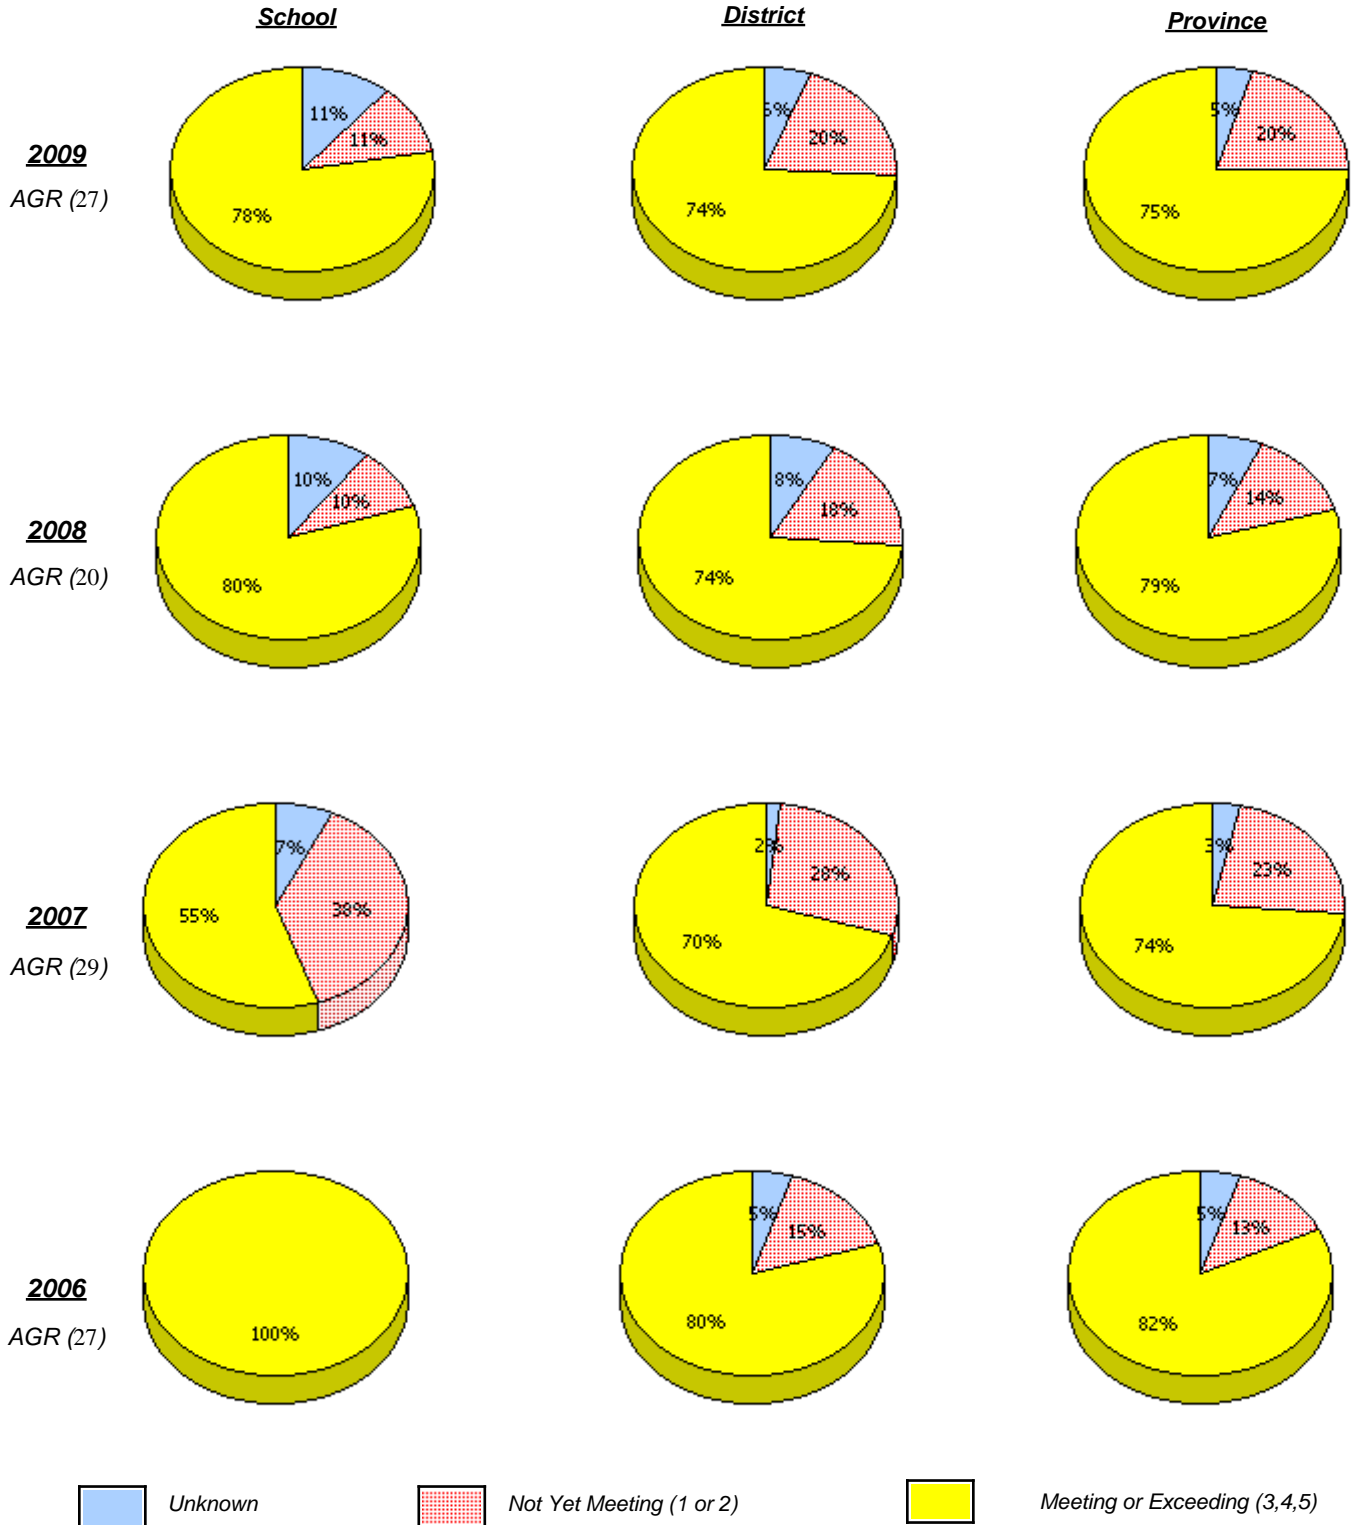 School District Province
11% 11% 78% 20% 74% 5% 20% 75%
2009
AGR (27)
10% 10% 80% 8% 18% 74% 7% 14% 79%
2008
AGR (20)
7% 38% 55% 2% 28% 70% 3% 23% 74%
2007
AGR (29)
100% 5% 15% 80% 5% 13% 82%
2006
AGR (27)
Unknown Not Yet Meeting (1 or 2) Meeting or Exceeding (3,4,5)